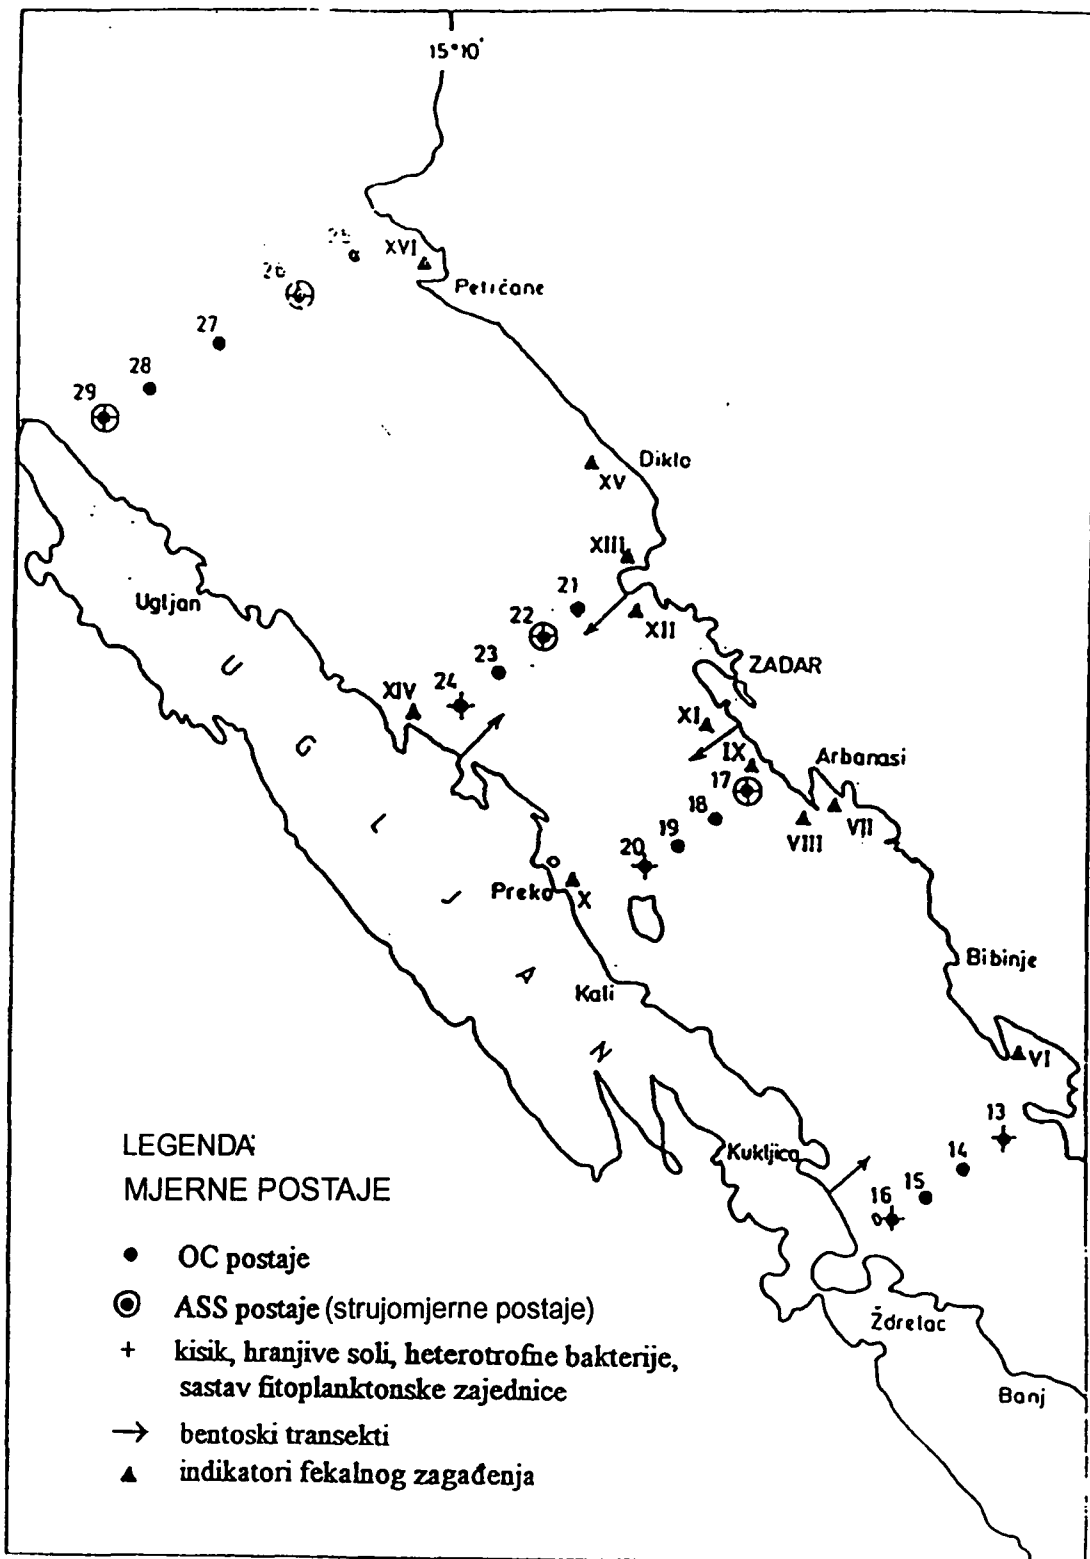 15°10'
25
XVI
26
Petrčane
27
28
29
Diklo
XV
XIII
21
Ugljan
22
XII
23
ZADAR
24
XIV
XI
IX
Arbanasi
17
18
VIII
VII
19
20
Preko
X
UGLJAN
Bibinje
Kali
VI
13
14
Kukljica
15
16
Ždrelac
Banj
LEGENDA:
MJERNE POSTAJE
OC postaje
ASS postaje (strujomjerne postaje)
+ kisik, hranjive soli, heterotrofne bakterije,
sastav fitoplanktonske zajednice
→ bentoski transekti
▲ indikatori fekalnog zagađenja